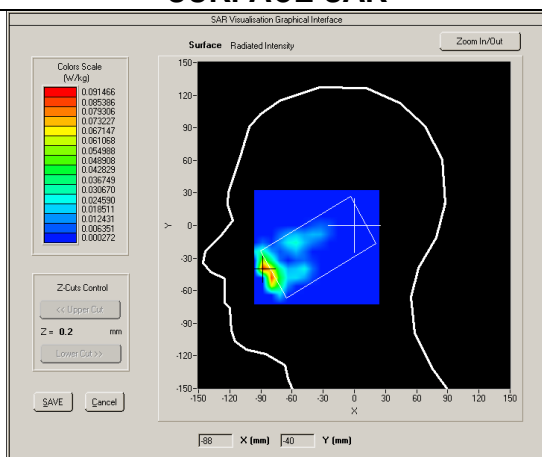 SURFACE SAR
SAR Visualisation Graphical Interface
Surface Radiated Intensity
Zoom In/Out
Colors Scale
(W/kg)
0.091466
0.085386
0.079306
0.073227
0.067147
0.061068
0.054988
0.048908
0.042829
0.036749
0.030670
0.024590
0.018511
0.012431
0.006351
0.000272
Z-Cuts Control
<< Upper Cut
Z = 0.2 mm
Lower Cut >>
SAVE Cancel
150
120
90
60
30
0
-30
-60
-90
-120
-150
Y
-150 -120 -90 -60 -30 0 30 60 90 120 150
X
-88 X (mm) -40 Y (mm)